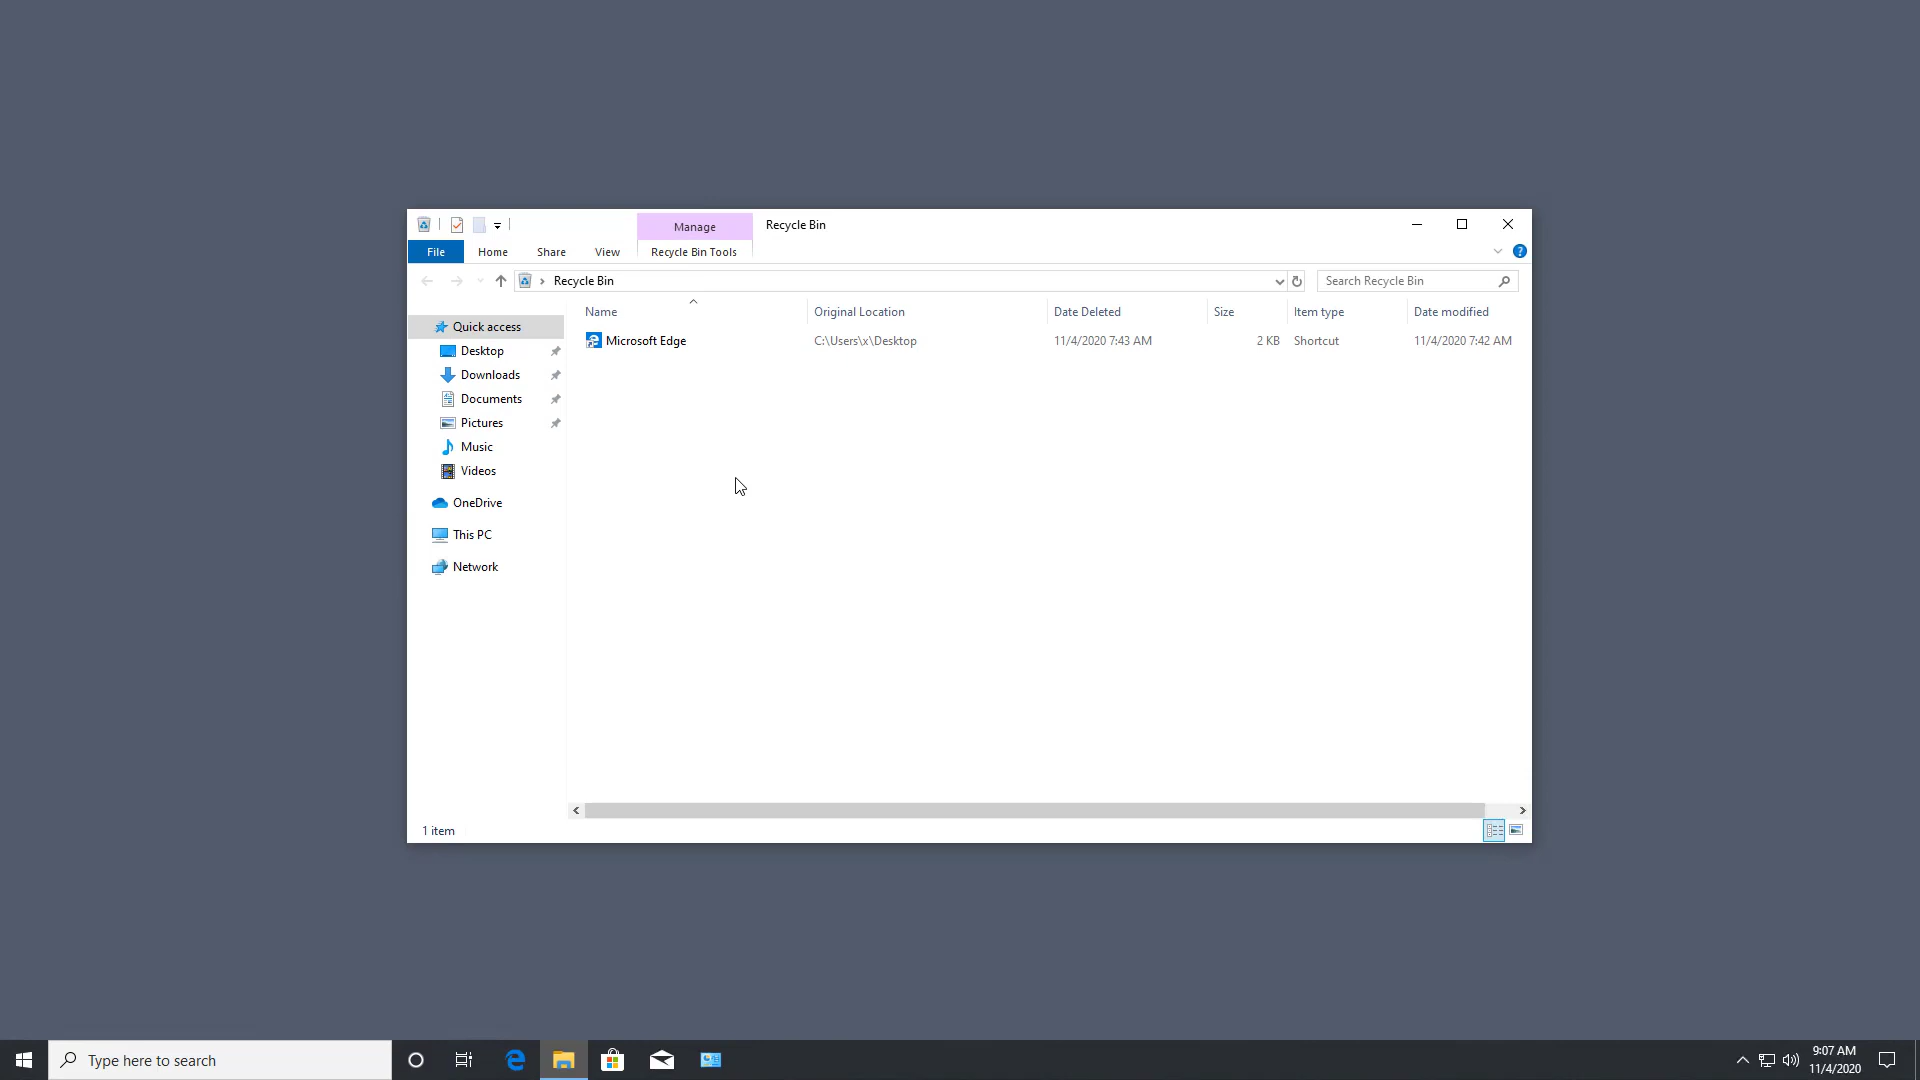 Manage
Recycle Bin
File
Home
Share
View
Recycle Bin Tools
Recycle Bin
Search Recycle Bin
Name
Original Location
Date Deleted
Size
Item type
Date modified
Microsoft Edge
C:\Users\x\Desktop
11/4/2020 7:43 AM
2 KB
Shortcut
11/4/2020 7:42 AM
Quick access
Desktop
Downloads
Documents
Pictures
Music
Videos
OneDrive
This PC
Network
1 item
Type here to search
9:07 AM
11/4/2020